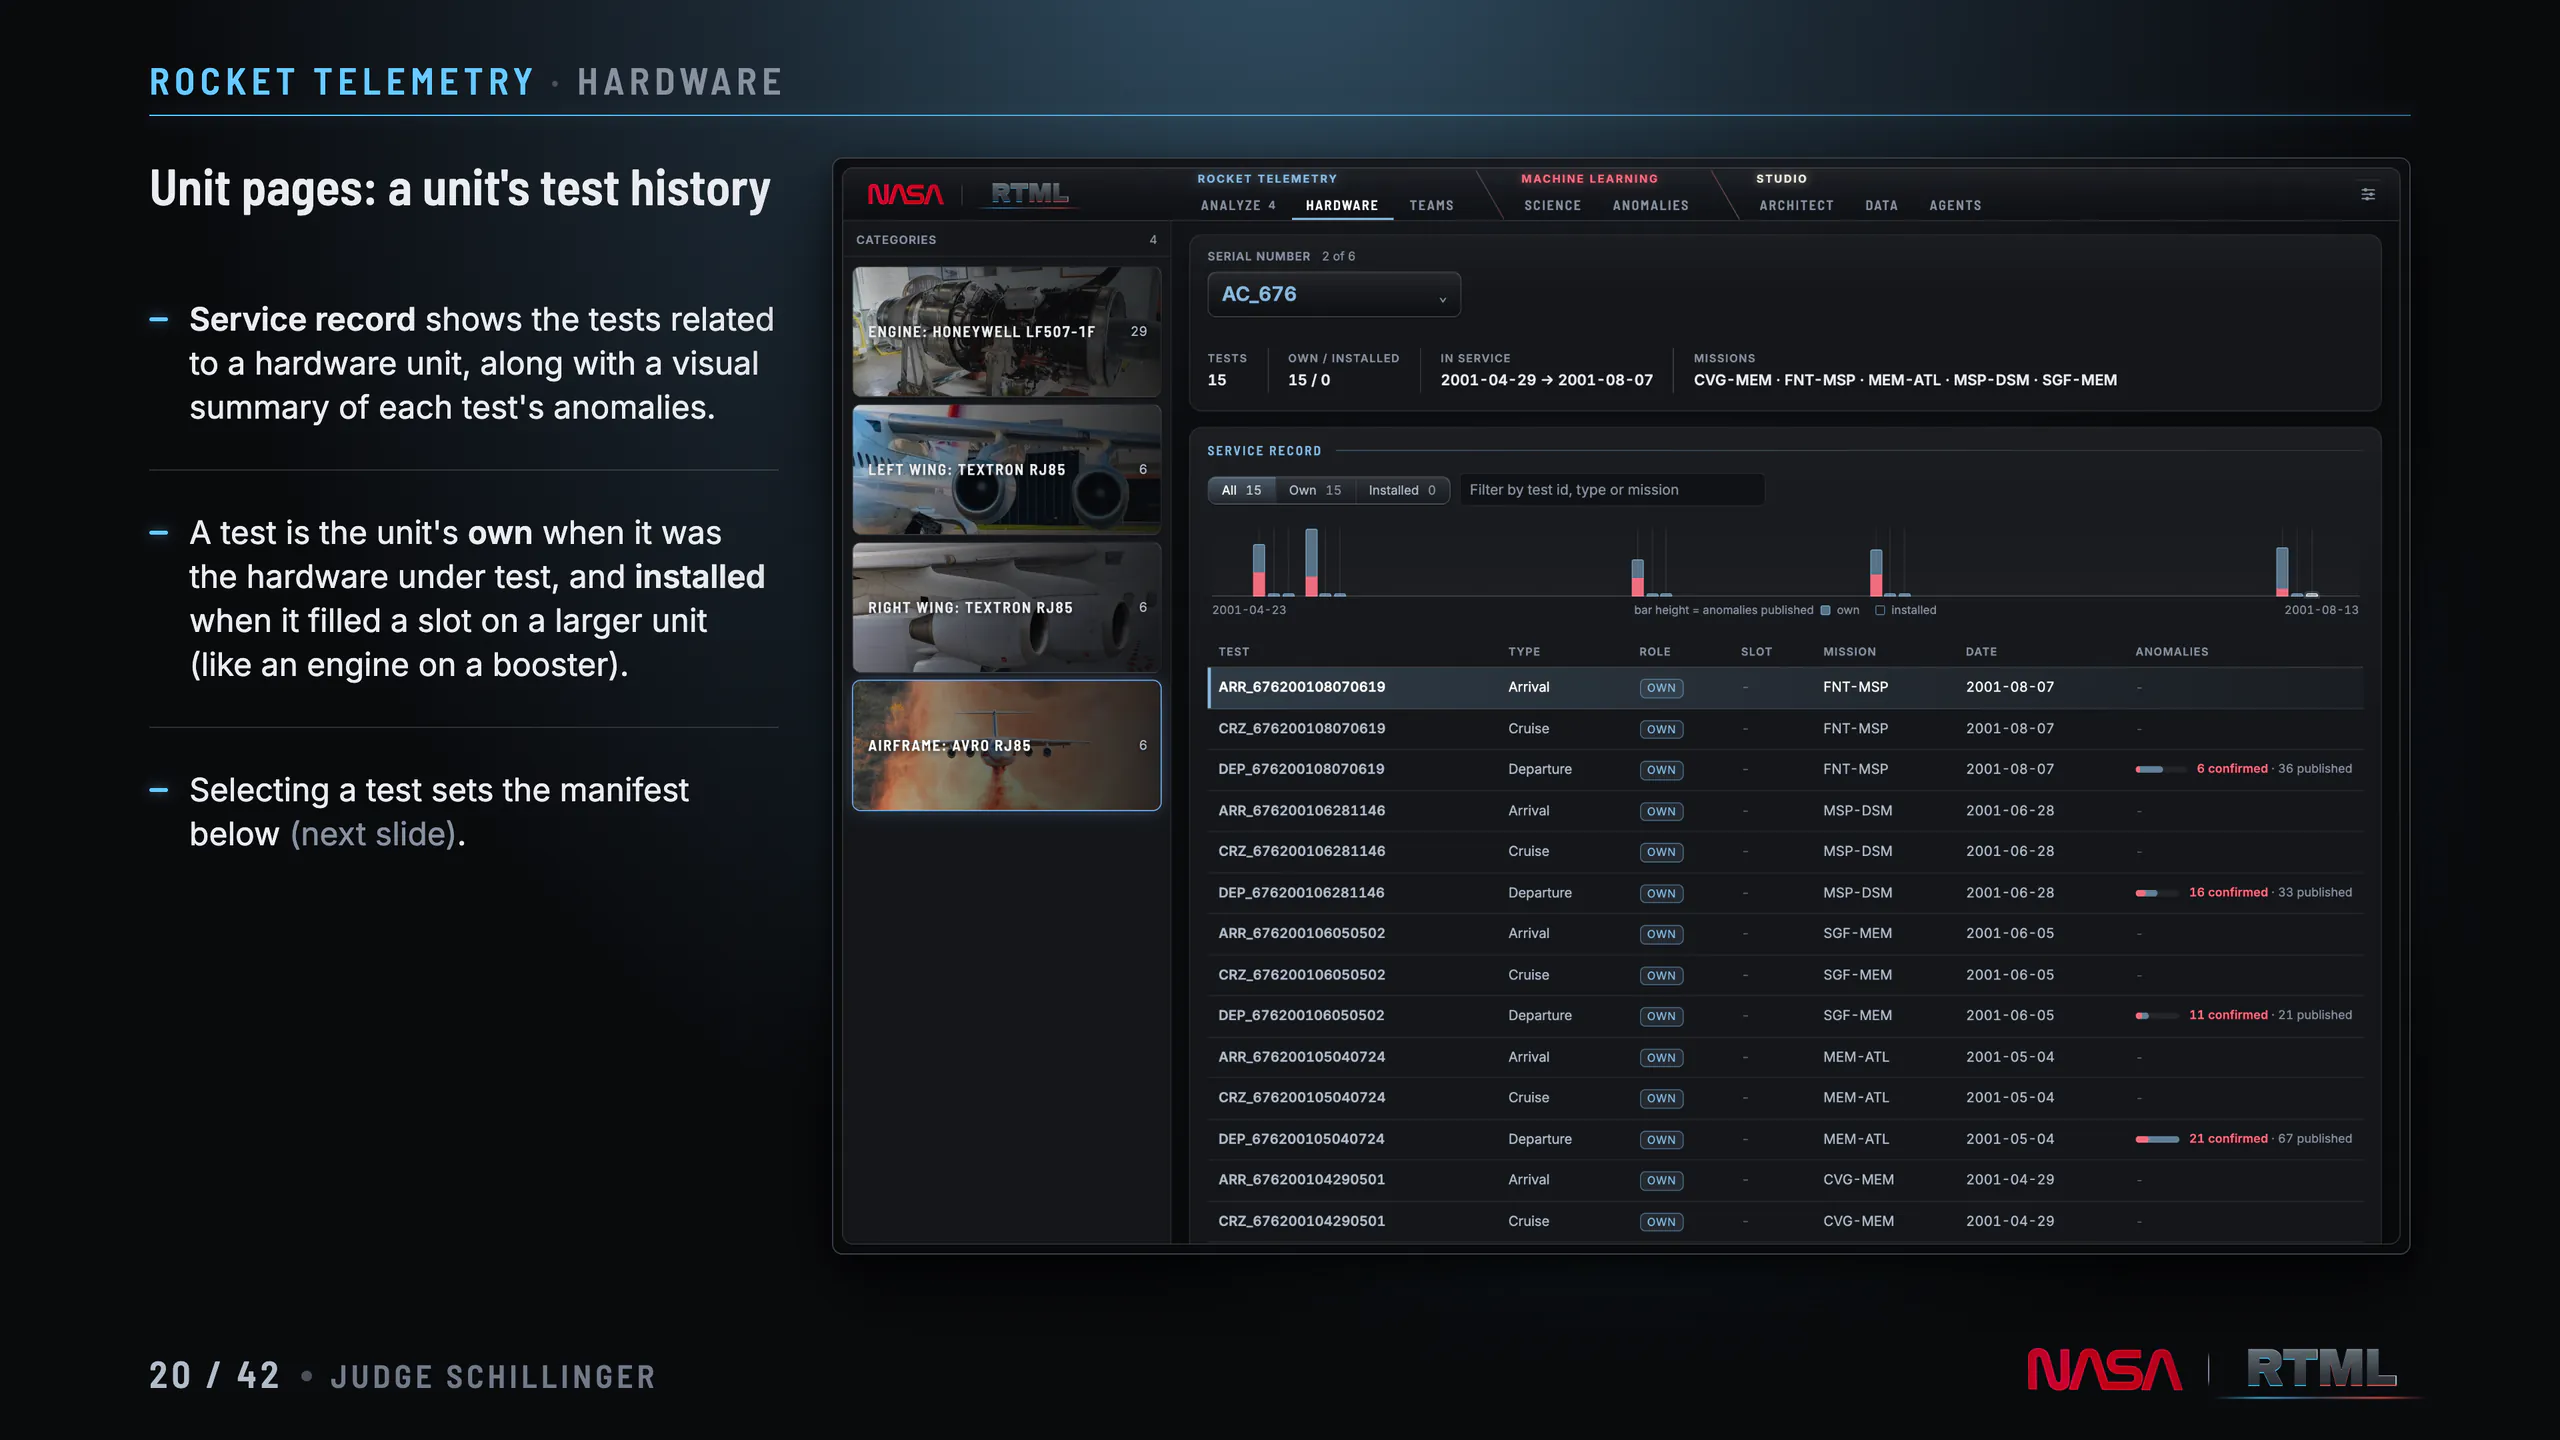 ROCKET TELEMETRY · HARDWARE
Unit pages: a unit's test history
– Service record shows the tests related
to a hardware unit, along with a visual
summary of each test's anomalies.
– A test is the unit's own when it was
the hardware under test, and installed
when it filled a slot on a larger unit
(like an engine on a booster).
– Selecting a test sets the manifest
below (next slide).
NASA | RTML
ROCKET TELEMETRY
ANALYZE 4 HARDWARE TEAMS
MACHINE LEARNING
SCIENCE ANOMALIES
STUDIO
ARCHITECT DATA AGENTS
CATEGORIES 4
ENGINE: HONEYWELL LF507-1F 29
LEFT WING: TEXTRON RJ85 6
RIGHT WING: TEXTRON RJ85 6
AIRFRAME: AVRO RJ85 6
SERIAL NUMBER 2 of 6
AC_676
TESTS OWN / INSTALLED IN SERVICE MISSIONS
15 15 / 0 2001-04-29 → 2001-08-07 CVG-MEM · FNT-MSP · MEM-ATL · MSP-DSM · SGF-MEM
SERVICE RECORD
All 15 Own 15 Installed 0 Filter by test id, type or mission
2001-04-23 bar height = anomalies published own installed 2001-08-13
TEST TYPE ROLE SLOT MISSION DATE ANOMALIES
ARR_676200108070619 Arrival OWN - FNT-MSP 2001-08-07 -
CRZ_676200108070619 Cruise OWN - FNT-MSP 2001-08-07 -
DEP_676200108070619 Departure OWN - FNT-MSP 2001-08-07 6 confirmed · 36 published
ARR_676200106281146 Arrival OWN - MSP-DSM 2001-06-28 -
CRZ_676200106281146 Cruise OWN - MSP-DSM 2001-06-28 -
DEP_676200106281146 Departure OWN - MSP-DSM 2001-06-28 16 confirmed · 33 published
ARR_676200106050502 Arrival OWN - SGF-MEM 2001-06-05 -
CRZ_676200106050502 Cruise OWN - SGF-MEM 2001-06-05 -
DEP_676200106050502 Departure OWN - SGF-MEM 2001-06-05 11 confirmed · 21 published
ARR_676200105040724 Arrival OWN - MEM-ATL 2001-05-04 -
CRZ_676200105040724 Cruise OWN - MEM-ATL 2001-05-04 -
DEP_676200105040724 Departure OWN - MEM-ATL 2001-05-04 21 confirmed · 67 published
ARR_676200104290501 Arrival OWN - CVG-MEM 2001-04-29 -
CRZ_676200104290501 Cruise OWN - CVG-MEM 2001-04-29 -
20 / 42 • JUDGE SCHILLINGER
NASA | RTML